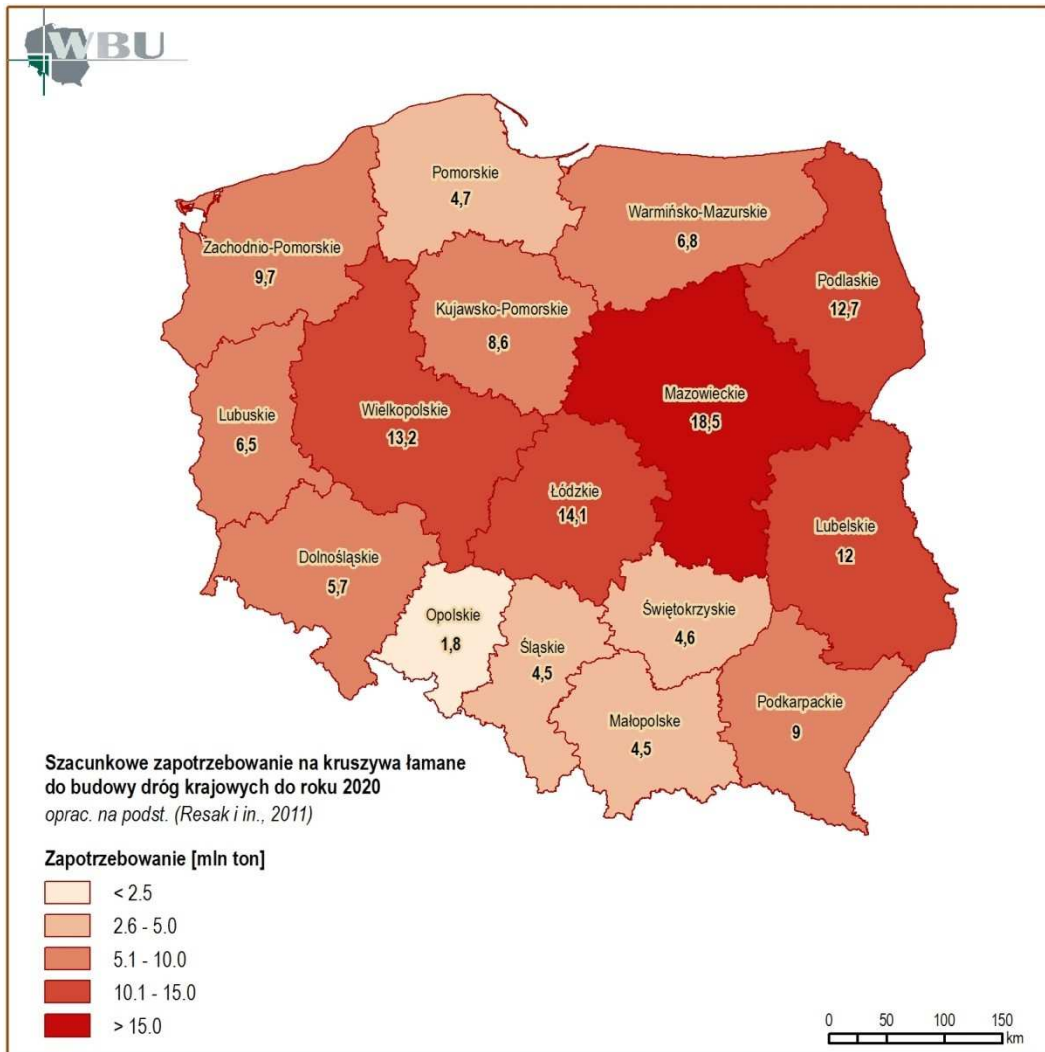 WBU
Pomorskie
4,7
Warmińsko-Mazurskie
6,8
Zachodnio-Pomorskie
9,7
Podlaskie
12,7
Kujawsko-Pomorskie
8,6
Mazowieckie
18,5
Wielkopolskie
13,2
Lubuskie
6,5
Łódzkie
14,1
Lubelskie
12
Dolnośląskie
5,7
Opolskie
1,8
Świętokrzyskie
4,6
Śląskie
4,5
Małopolske
4,5
Podkarpackie
9
Szacunkowe zapotrzebowanie na kruszywa łamane
do budowy dróg krajowych do roku 2020
oprac. na podst. (Resak i in., 2011)
Zapotrzebowanie [mln ton]
< 2.5
2.6 - 5.0
5.1 - 10.0
10.1 - 15.0
> 15.0
0 50 100 150
km